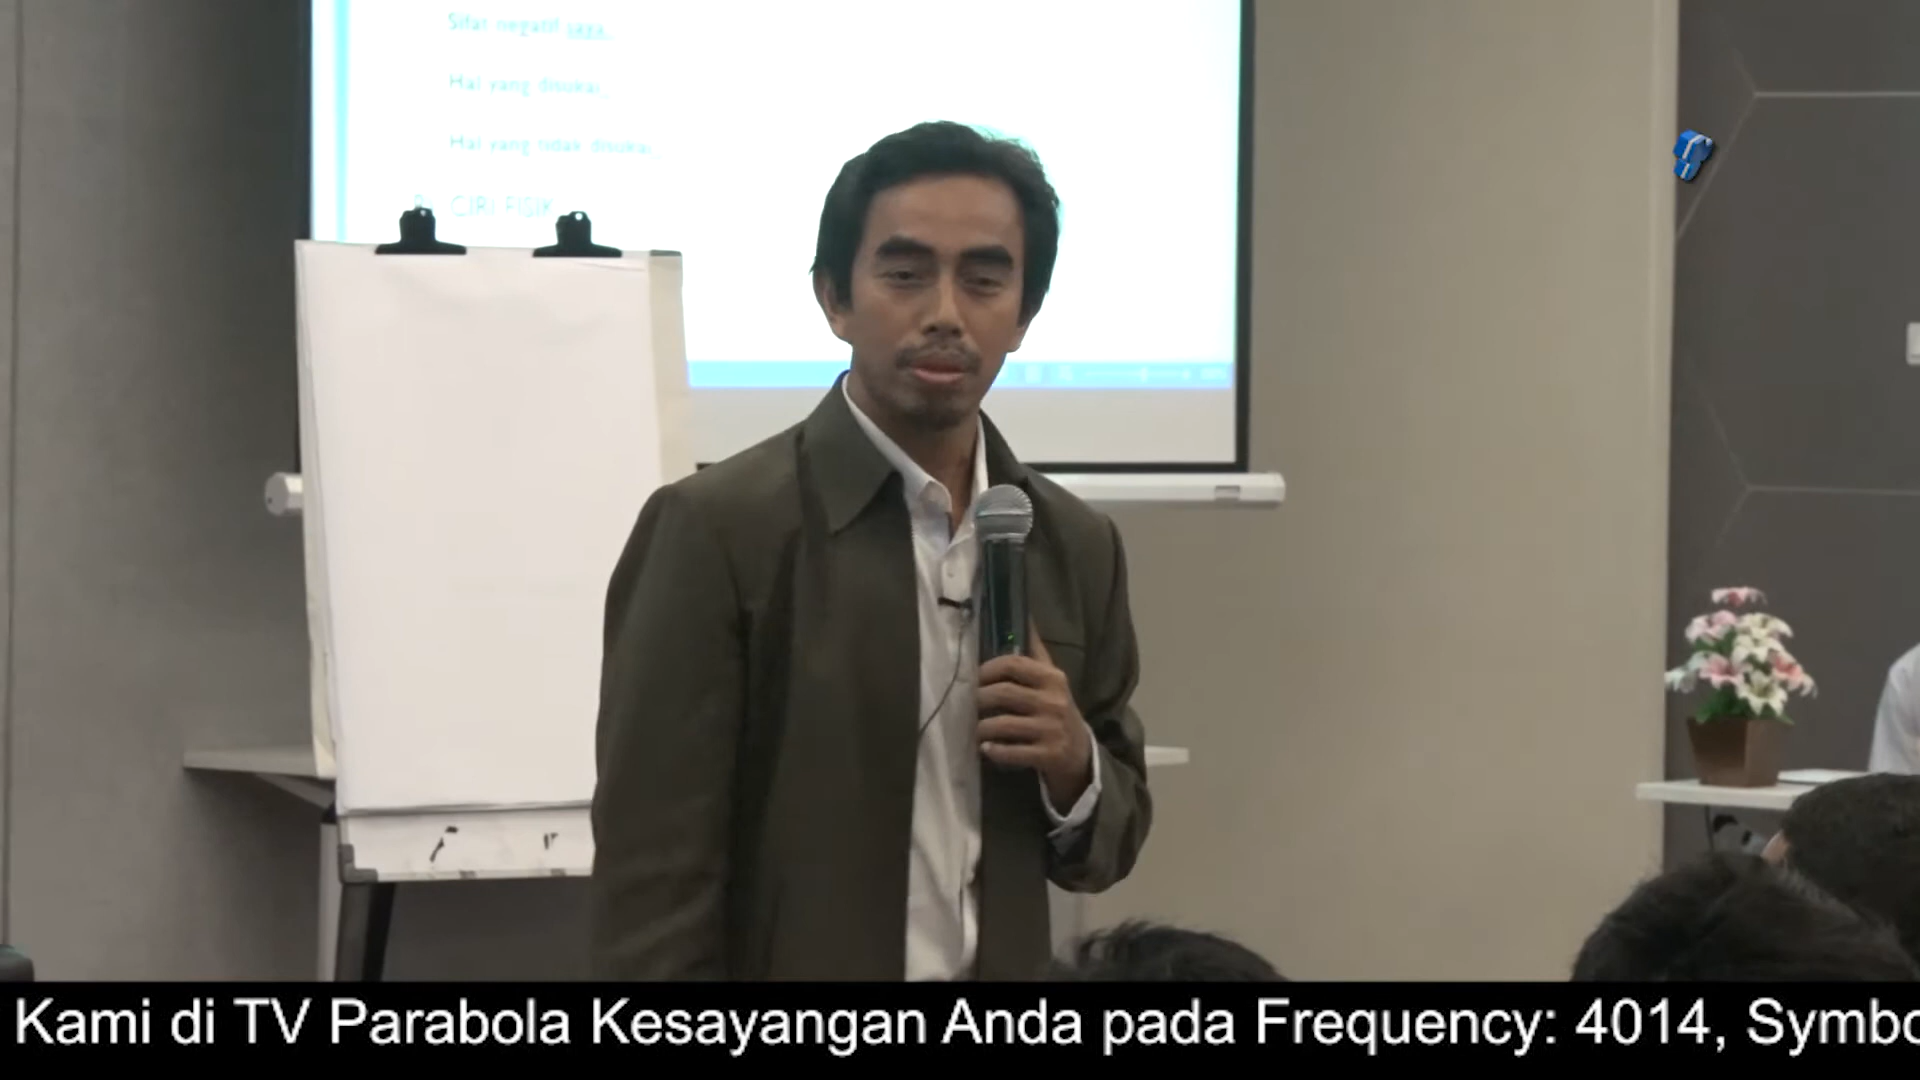 Sifat negatif saya,
Hal yang disukai,
Hal yang tidak disukai,
B. CIRI FISIK
Kami di TV Parabola Kesayangan Anda pada Frequency: 4014, Symbo